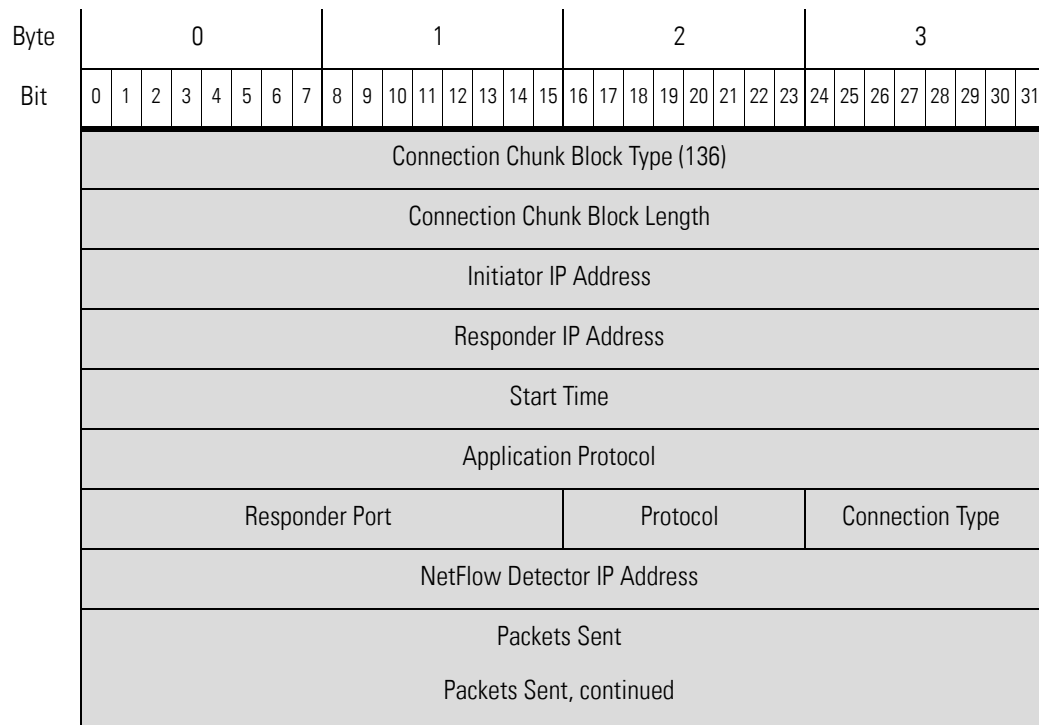 Byte 0 1 2 3
Bit 0 1 2 3 4 5 6 7 8 9 10 11 12 13 14 15 16 17 18 19 20 21 22 23 24 25 26 27 28 29 30 31
Connection Chunk Block Type (136)
Connection Chunk Block Length
Initiator IP Address
Responder IP Address
Start Time
Application Protocol
Responder Port Protocol Connection Type
NetFlow Detector IP Address
Packets Sent
Packets Sent, continued